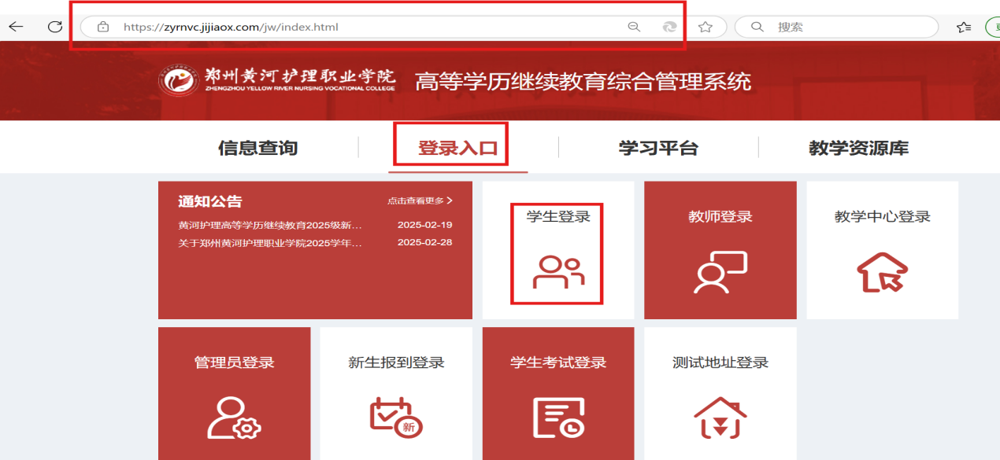 https://zyrnvc.jijiaox.com/jw/index.html
搜索
郑州黄河护理职业学院
ZHENGZHOU YELLOW RIVER NURSING VOCATIONAL COLLEGE
高等学历继续教育综合管理系统
信息查询 登录入口 学习平台 教学资源库
通知公告 点击查看更多
黄河护理高等学历继续教育2025级新... 2025-02-19
关于郑州黄河护理职业学院2025学年... 2025-02-28
学生登录 教师登录 教学中心登录
管理员登录 新生报到登录 学生考试登录 测试地址登录
新